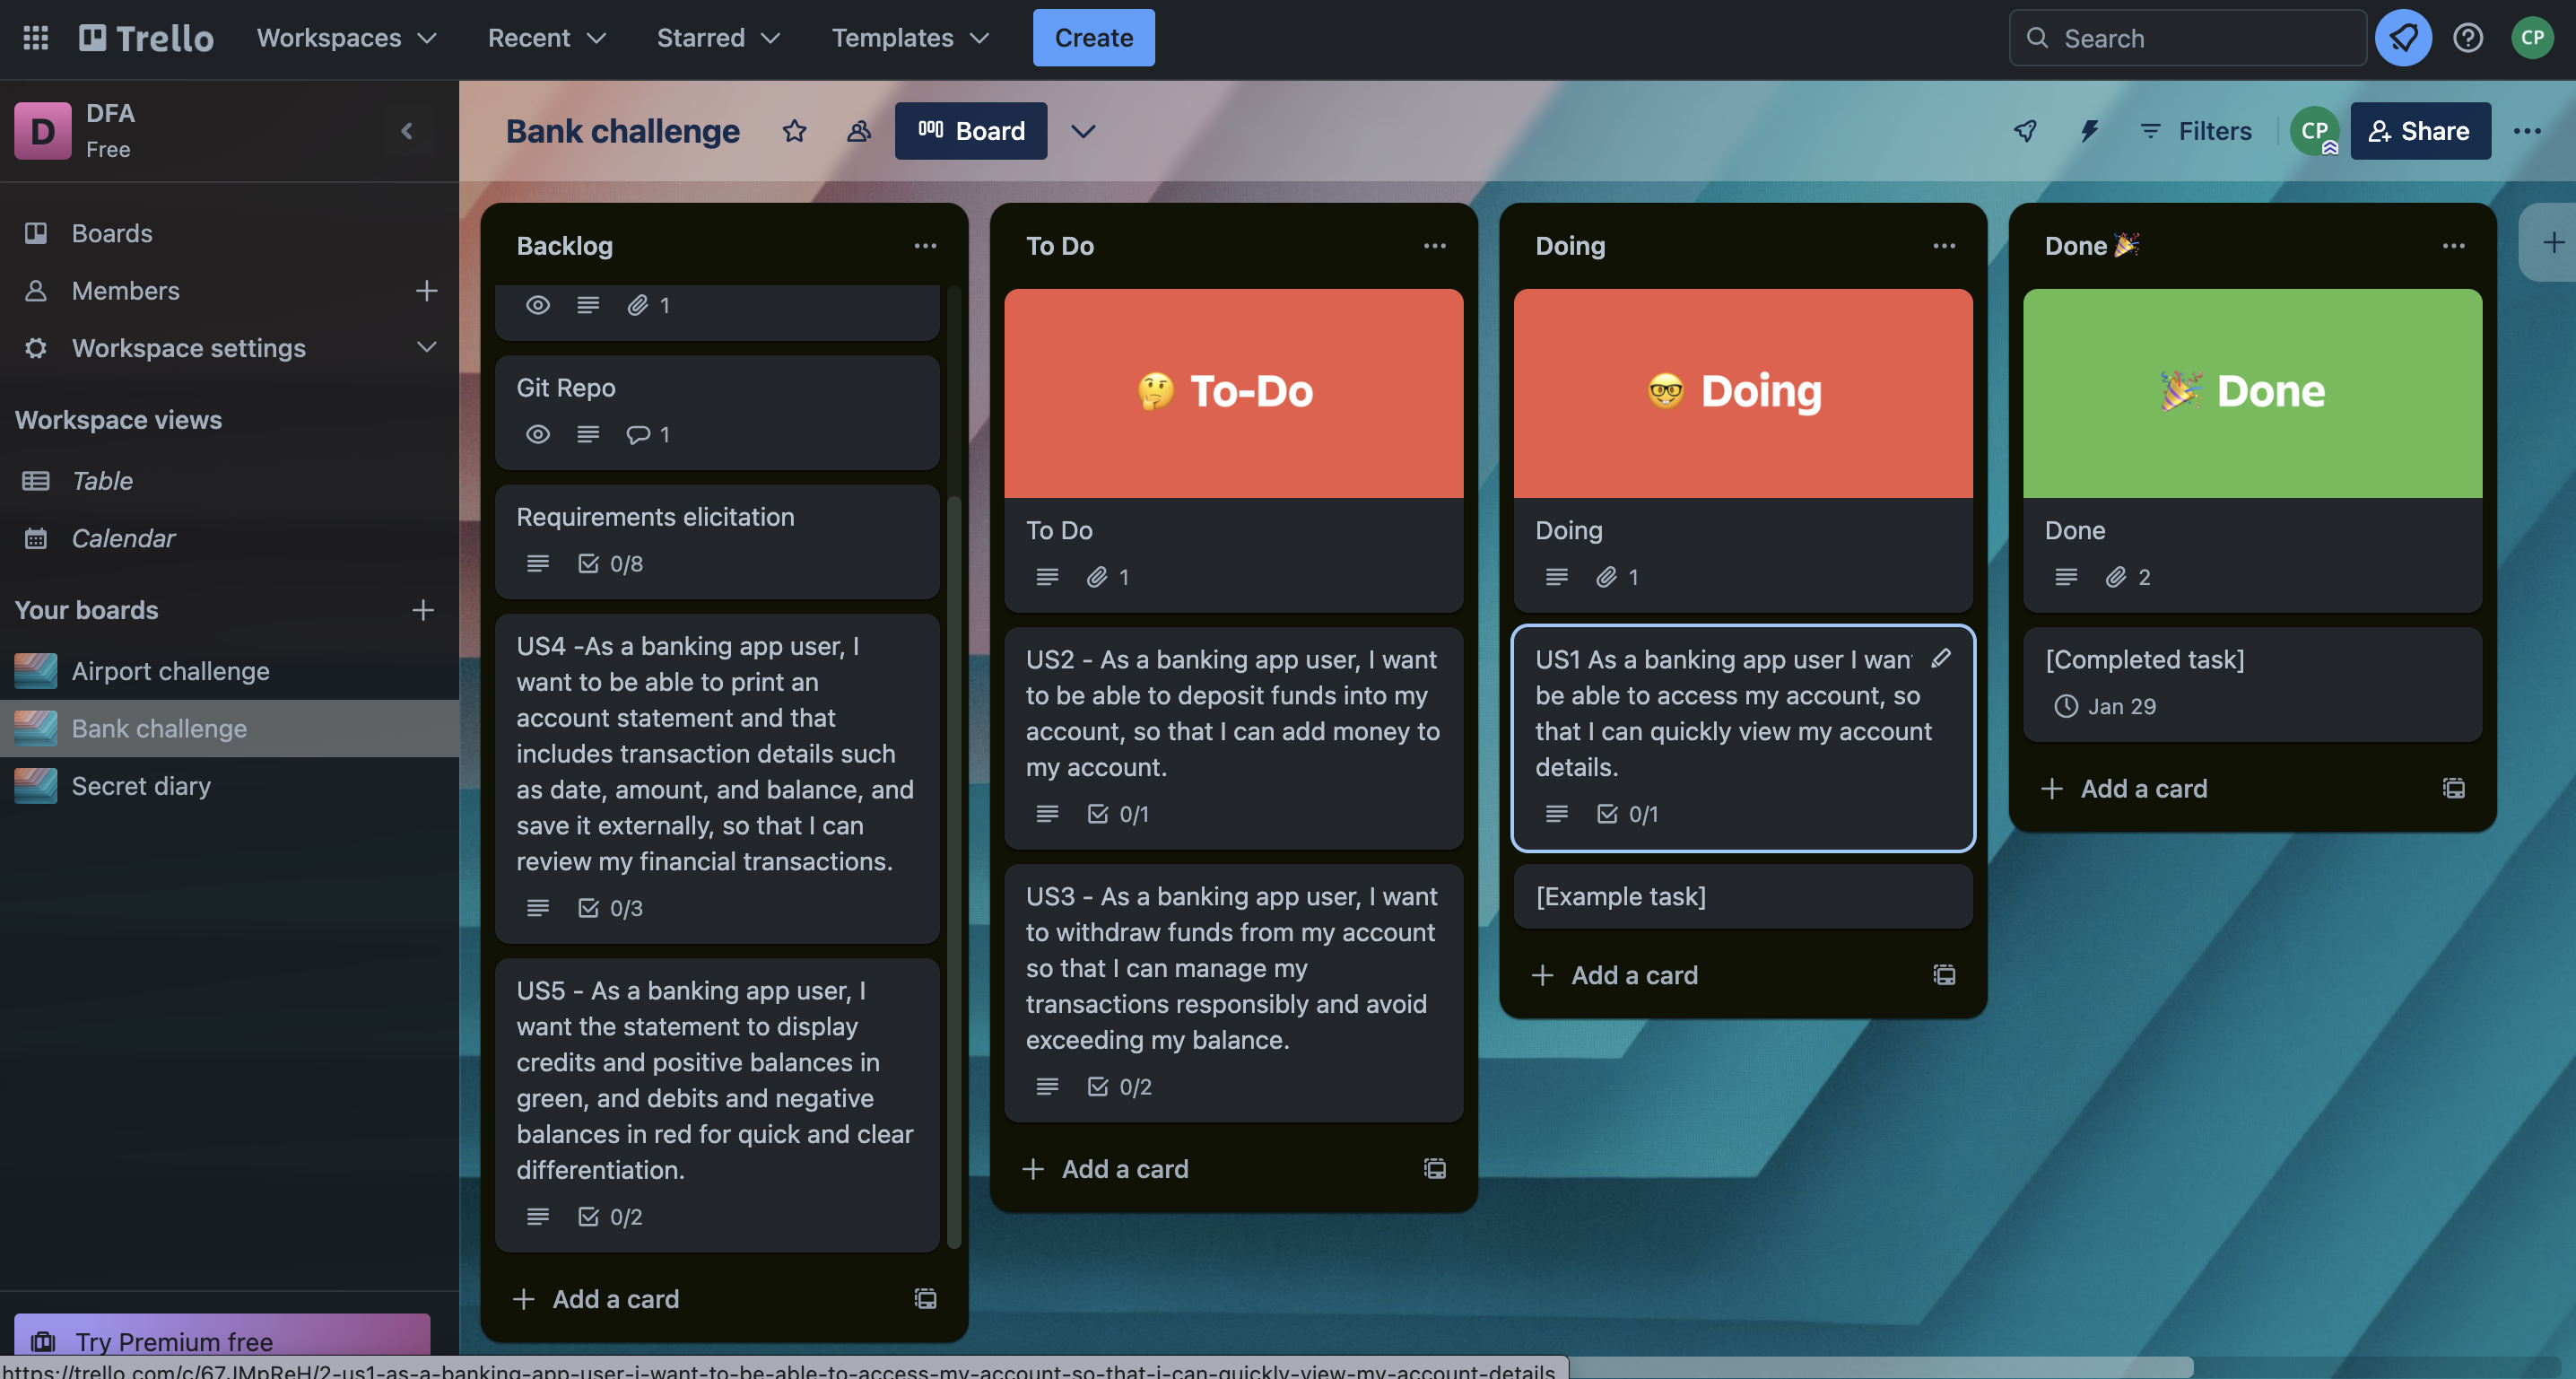 Trello
Workspaces
Recent
Starred
Templates
Create
Search
CP
D
DFA
Free
Boards
Members
Workspace settings
Workspace views
Table
Calendar
Your boards
Airport challenge
Bank challenge
Secret diary
Try Premium free
Bank challenge
Board
Filters
CP
Share
Backlog
1
Git Repo
1
Requirements elicitation
0/8
US4 -As a banking app user, I
want to be able to print an
account statement and that
includes transaction details such
as date, amount, and balance, and
save it externally, so that I can
review my financial transactions.
0/3
US5 - As a banking app user, I
want the statement to display
credits and positive balances in
green, and debits and negative
balances in red for quick and clear
differentiation.
0/2
Add a card
To Do
To-Do
To Do
1
US2 - As a banking app user, I want
to be able to deposit funds into my
account, so that I can add money to
my account.
0/1
US3 - As a banking app user, I want
to withdraw funds from my account
so that I can manage my
transactions responsibly and avoid
exceeding my balance.
0/2
Add a card
Doing
Doing
Doing
1
US1 As a banking app user I wan
be able to access my account, so
that I can quickly view my account
details.
0/1
[Example task]
Add a card
Done 🎉
Done
Done
2
[Completed task]
Jan 29
Add a card
https://trello.com/c/67JMpReH/2-us1-as-a-banking-app-user-i-want-to-be-able-to-access-my-account-so-that-i-can-quickly-view-my-account-details